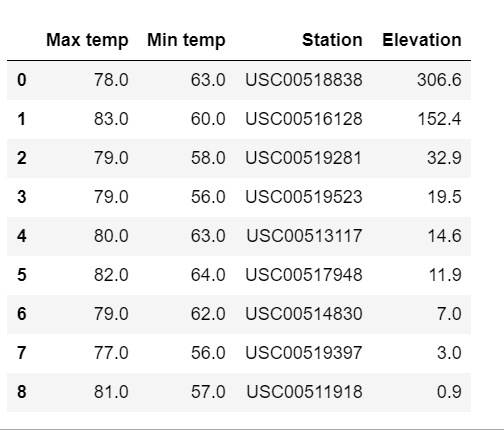 Max temp Min temp Station Elevation
0 78.0 63.0 USC00518838 306.6
1 83.0 60.0 USC00516128 152.4
2 79.0 58.0 USC00519281 32.9
3 79.0 56.0 USC00519523 19.5
4 80.0 63.0 USC00513117 14.6
5 82.0 64.0 USC00517948 11.9
6 79.0 62.0 USC00514830 7.0
7 77.0 56.0 USC00519397 3.0
8 81.0 57.0 USC00511918 0.9